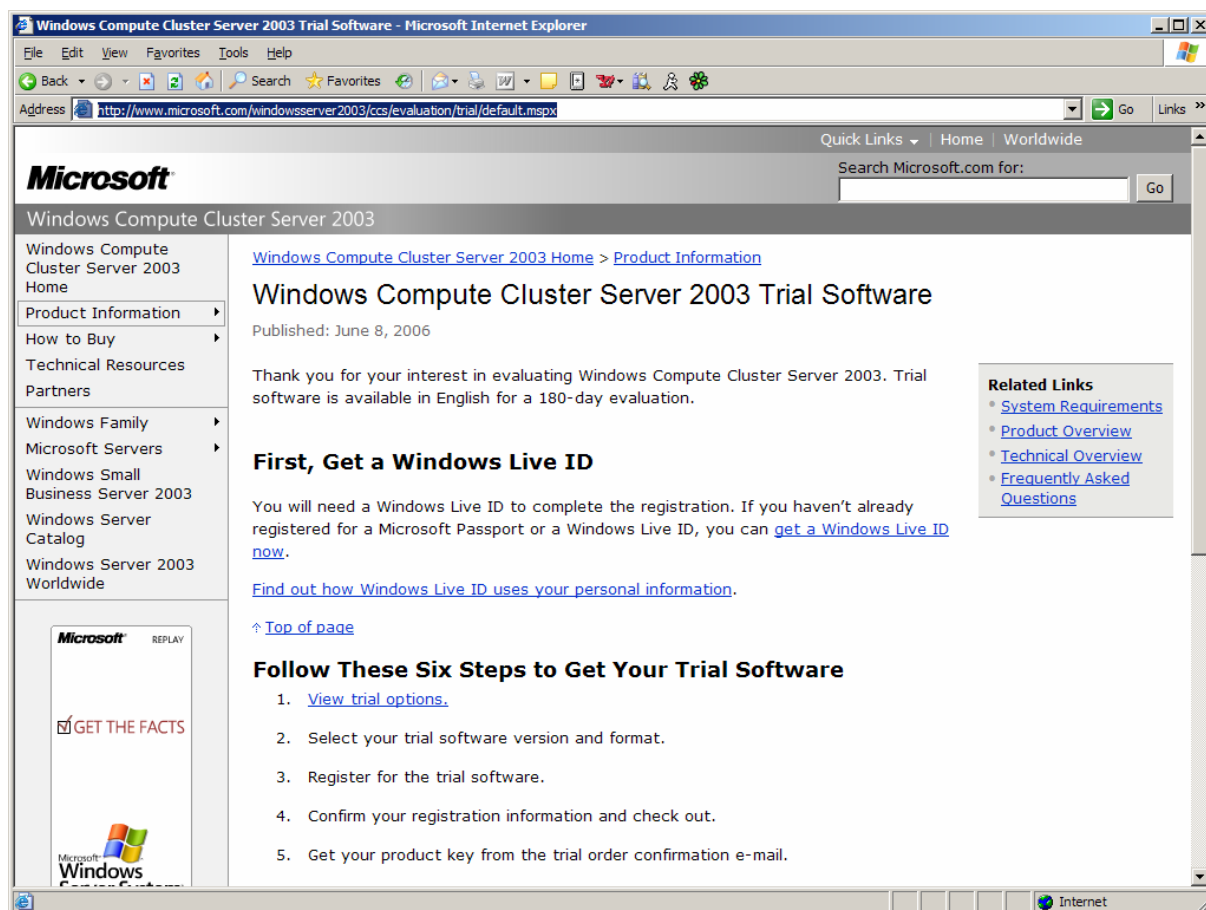 Windows Compute Cluster Server 2003 Trial Software - Microsoft Internet Explorer
File Edit View Favorites Tools Help
Back Search Favorites
Address http://www.microsoft.com/windowsserver2003/ccs/evaluation/trial/default.mspx Go Links »
Quick Links | Home | Worldwide
Microsoft
Search Microsoft.com for:
Go
Windows Compute Cluster Server 2003
Windows Compute
Cluster Server 2003
Home
Product Information
How to Buy
Technical Resources
Partners
Windows Family
Microsoft Servers
Windows Small
Business Server 2003
Windows Server
Catalog
Windows Server 2003
Worldwide
Microsoft REPLAY
GET THE FACTS
Microsoft
Windows
Server System
Windows Compute Cluster Server 2003 Home > Product Information
Windows Compute Cluster Server 2003 Trial Software
Published: June 8, 2006
Thank you for your interest in evaluating Windows Compute Cluster Server 2003. Trial
software is available in English for a 180-day evaluation.
First, Get a Windows Live ID
You will need a Windows Live ID to complete the registration. If you haven't already
registered for a Microsoft Passport or a Windows Live ID, you can get a Windows Live ID
now.
Find out how Windows Live ID uses your personal information.
Top of page
Follow These Six Steps to Get Your Trial Software
1. View trial options.
2. Select your trial software version and format.
3. Register for the trial software.
4. Confirm your registration information and check out.
5. Get your product key from the trial order confirmation e-mail.
Related Links
System Requirements
Product Overview
Technical Overview
Frequently Asked
Questions
Internet